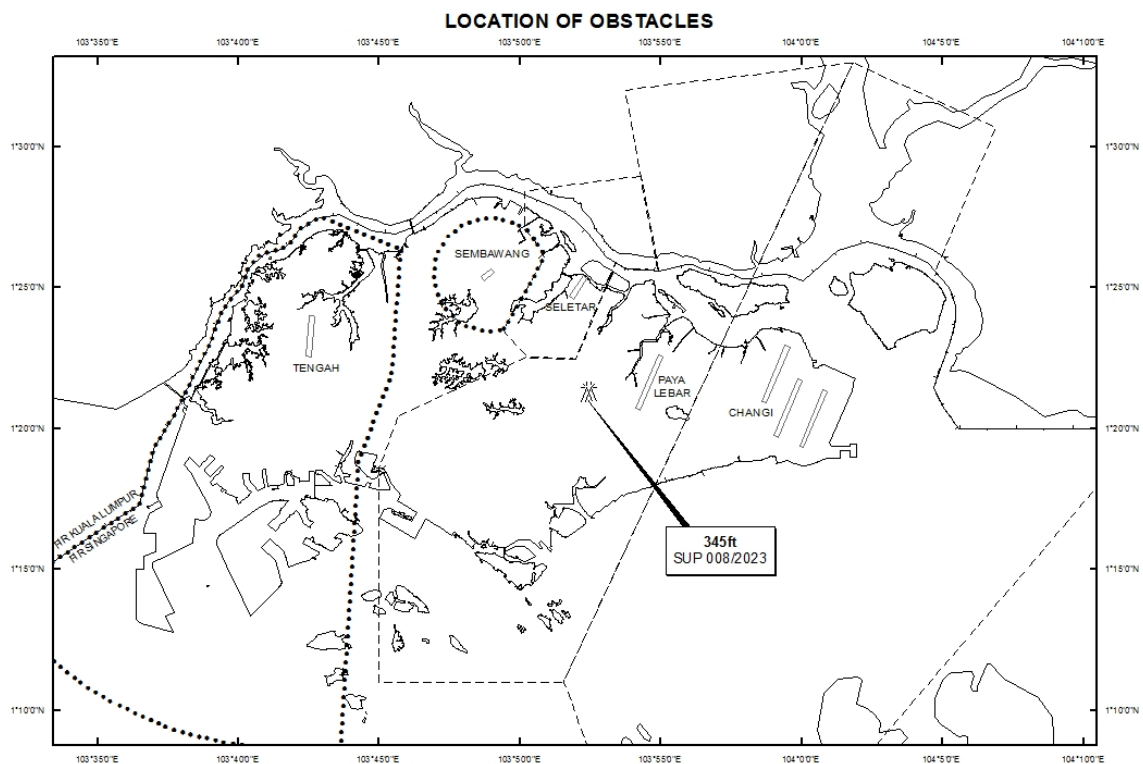 LOCATION OF OBSTACLES
103°35'0"E 103°40'0"E 103°45'0"E 103°50'0"E 103°55'0"E 104°0'0"E 104°5'0"E 104°10'0"E
1°30'0"N 1°30'0"N
SEMBAWANG
1°25'0"N 1°25'0"N
SELETAR
TENGAH
PAYA
LEBAR
CHANGI
1°20'0"N 1°20'0"N
FIR KUALA LUMPUR
FIR SINGAPORE
345ft
SUP 008/2023
1°15'0"N 1°15'0"N
1°10'0"N 1°10'0"N
103°35'0"E 103°40'0"E 103°45'0"E 103°50'0"E 103°55'0"E 104°0'0"E 104°5'0"E 104°10'0"E